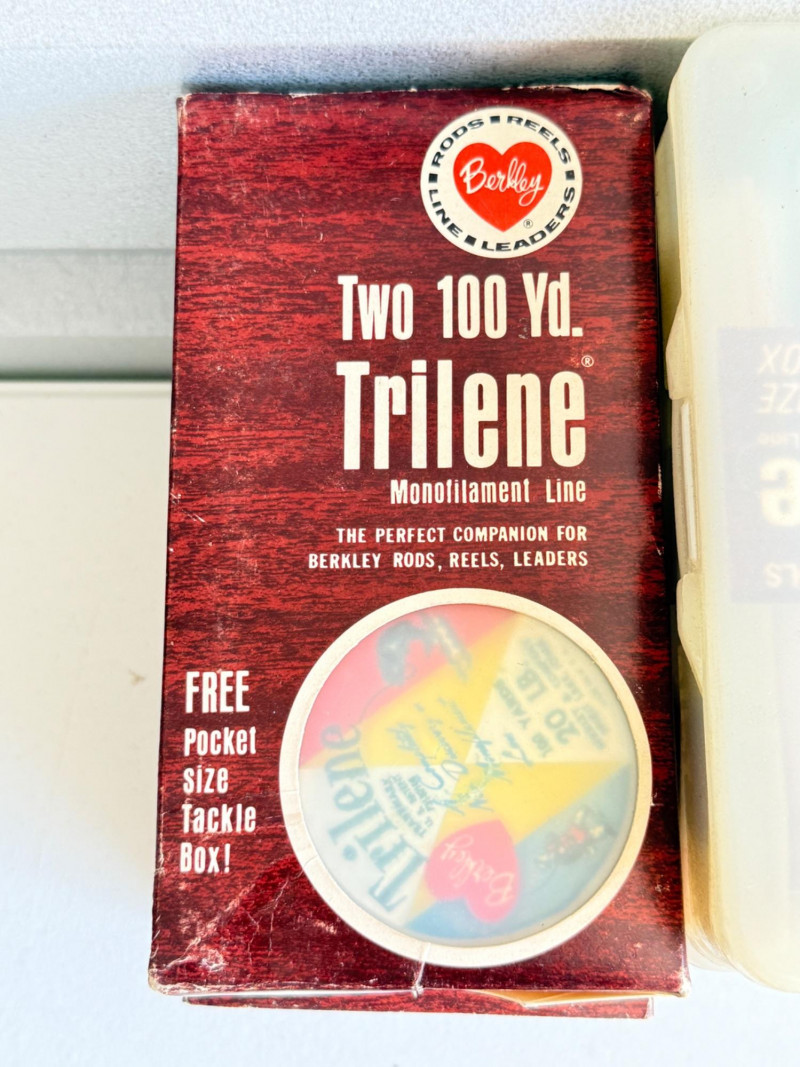 RODS ▮ REELS ▮ LEADERS ▮ LINE ▮
Berkley
®
Two 100 Yd.
Trilene®
Monofilament Line
THE PERFECT COMPANION FOR
BERKLEY RODS, REELS, LEADERS
FREE
Pocket
size
Tackle
Box!
Trilene
Berkley
20 LB